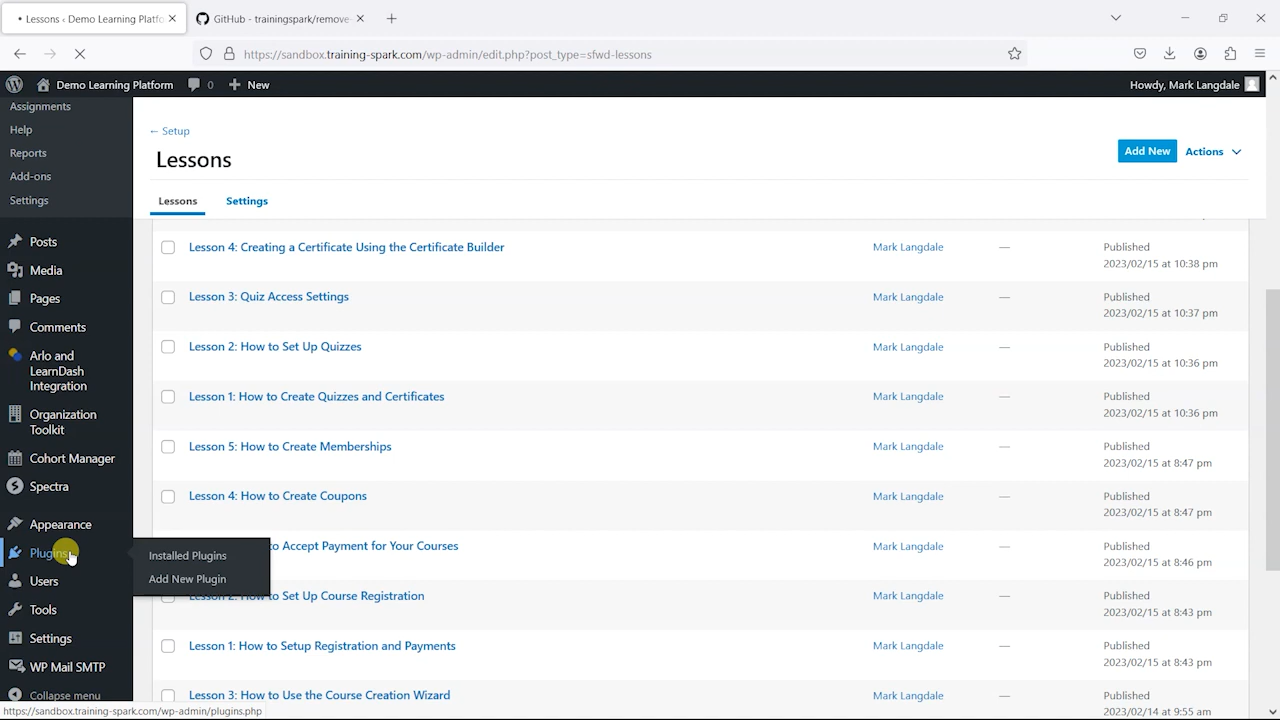 Lessons ‹ Demo Learning Platfo
GitHub - trainingspark/remove-
https://sandbox.training-spark.com/wp-admin/edit.php?post_type=sfwd-lessons
Demo Learning Platform
0
New
Howdy, Mark Langdale
Assignments
Help
Reports
Add-ons
Settings
Posts
Media
Pages
Comments
Arlo and
LearnDash
Integration
Organization
Toolkit
Cohort Manager
Spectra
Appearance
Plugins
Users
Tools
Settings
WP Mail SMTP
Collapse menu
Installed Plugins
Add New Plugin
← Setup
Lessons
Add New
Actions
Lessons
Settings
Lesson 4: Creating a Certificate Using the Certificate Builder
Mark Langdale
—
Published
2023/02/15 at 10:38 pm
Lesson 3: Quiz Access Settings
Mark Langdale
—
Published
2023/02/15 at 10:37 pm
Lesson 2: How to Set Up Quizzes
Mark Langdale
—
Published
2023/02/15 at 10:36 pm
Lesson 1: How to Create Quizzes and Certificates
Mark Langdale
—
Published
2023/02/15 at 10:36 pm
Lesson 5: How to Create Memberships
Mark Langdale
—
Published
2023/02/15 at 8:47 pm
Lesson 4: How to Create Coupons
Mark Langdale
—
Published
2023/02/15 at 8:47 pm
to Accept Payment for Your Courses
Mark Langdale
—
Published
2023/02/15 at 8:46 pm
Lesson 2: How to Set Up Course Registration
Mark Langdale
—
Published
2023/02/15 at 8:43 pm
Lesson 1: How to Setup Registration and Payments
Mark Langdale
—
Published
2023/02/15 at 8:43 pm
Lesson 3: How to Use the Course Creation Wizard
Mark Langdale
—
Published
2023/02/14 at 9:55 am
https://sandbox.training-spark.com/wp-admin/plugins.php